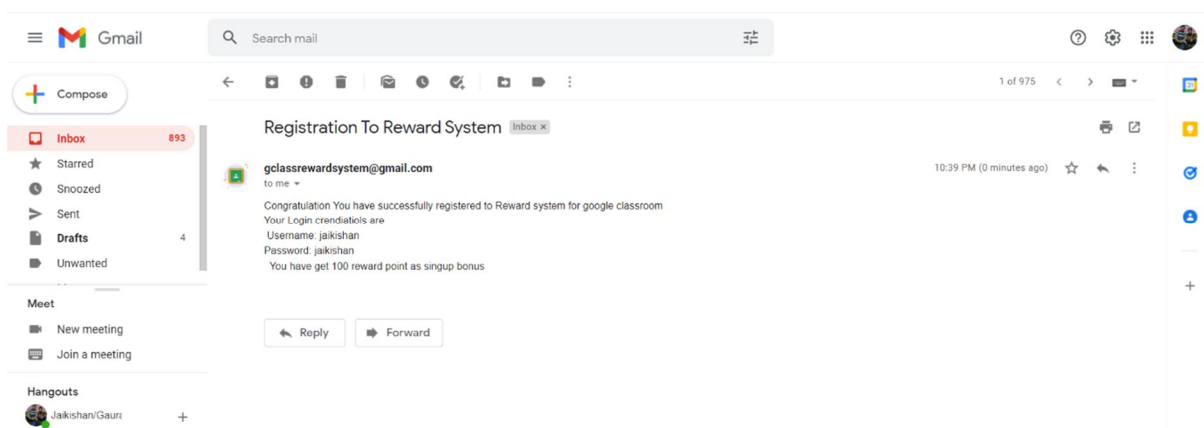 Gmail
Search mail
Compose
1 of 975
Registration To Reward System Inbox ×
Inbox 893
gclassrewardsystem@gmail.com 10:39 PM (0 minutes ago)
to me
Starred
Snoozed
Sent
Drafts 4
Unwanted
Congratulation You have successfully registered to Reward system for google classroom
Your Login crendiatiols are
Username: jaikishan
Password: jaikishan
You have get 100 reward point as singup bonus
Meet
New meeting
Join a meeting
Reply Forward
Hangouts
Jaikishan/Gaura